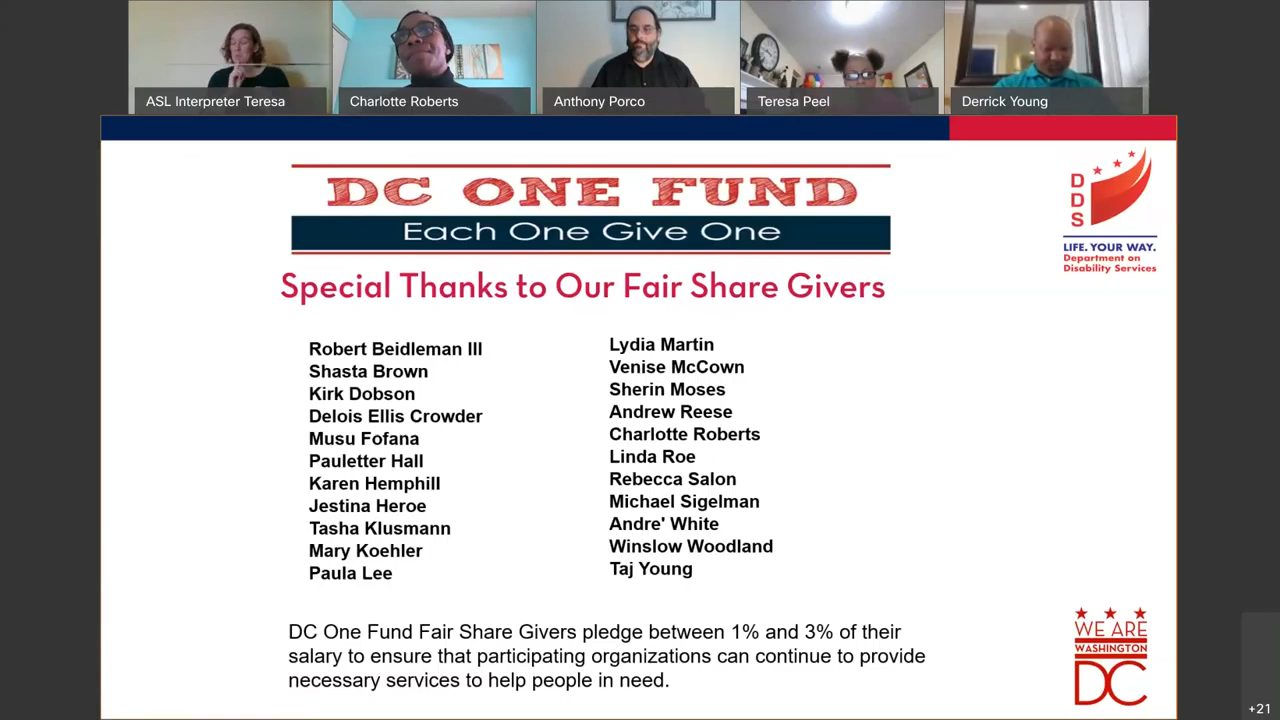 ASL Interpreter Teresa
Charlotte Roberts
Anthony Porco
Teresa Peel
Derrick Young
DC ONE FUND
Each One Give One
DDS
LIFE. YOUR WAY.
Department on
Disability Services
Special Thanks to Our Fair Share Givers
Robert Beidleman III
Shasta Brown
Kirk Dobson
Delois Ellis Crowder
Musu Fofana
Pauletter Hall
Karen Hemphill
Jestina Heroe
Tasha Klusmann
Mary Koehler
Paula Lee
Lydia Martin
Venise McCown
Sherin Moses
Andrew Reese
Charlotte Roberts
Linda Roe
Rebecca Salon
Michael Sigelman
Andre' White
Winslow Woodland
Taj Young
DC One Fund Fair Share Givers pledge between 1% and 3% of their
salary to ensure that participating organizations can continue to provide
necessary services to help people in need.
WE ARE
WASHINGTON
DC
+21